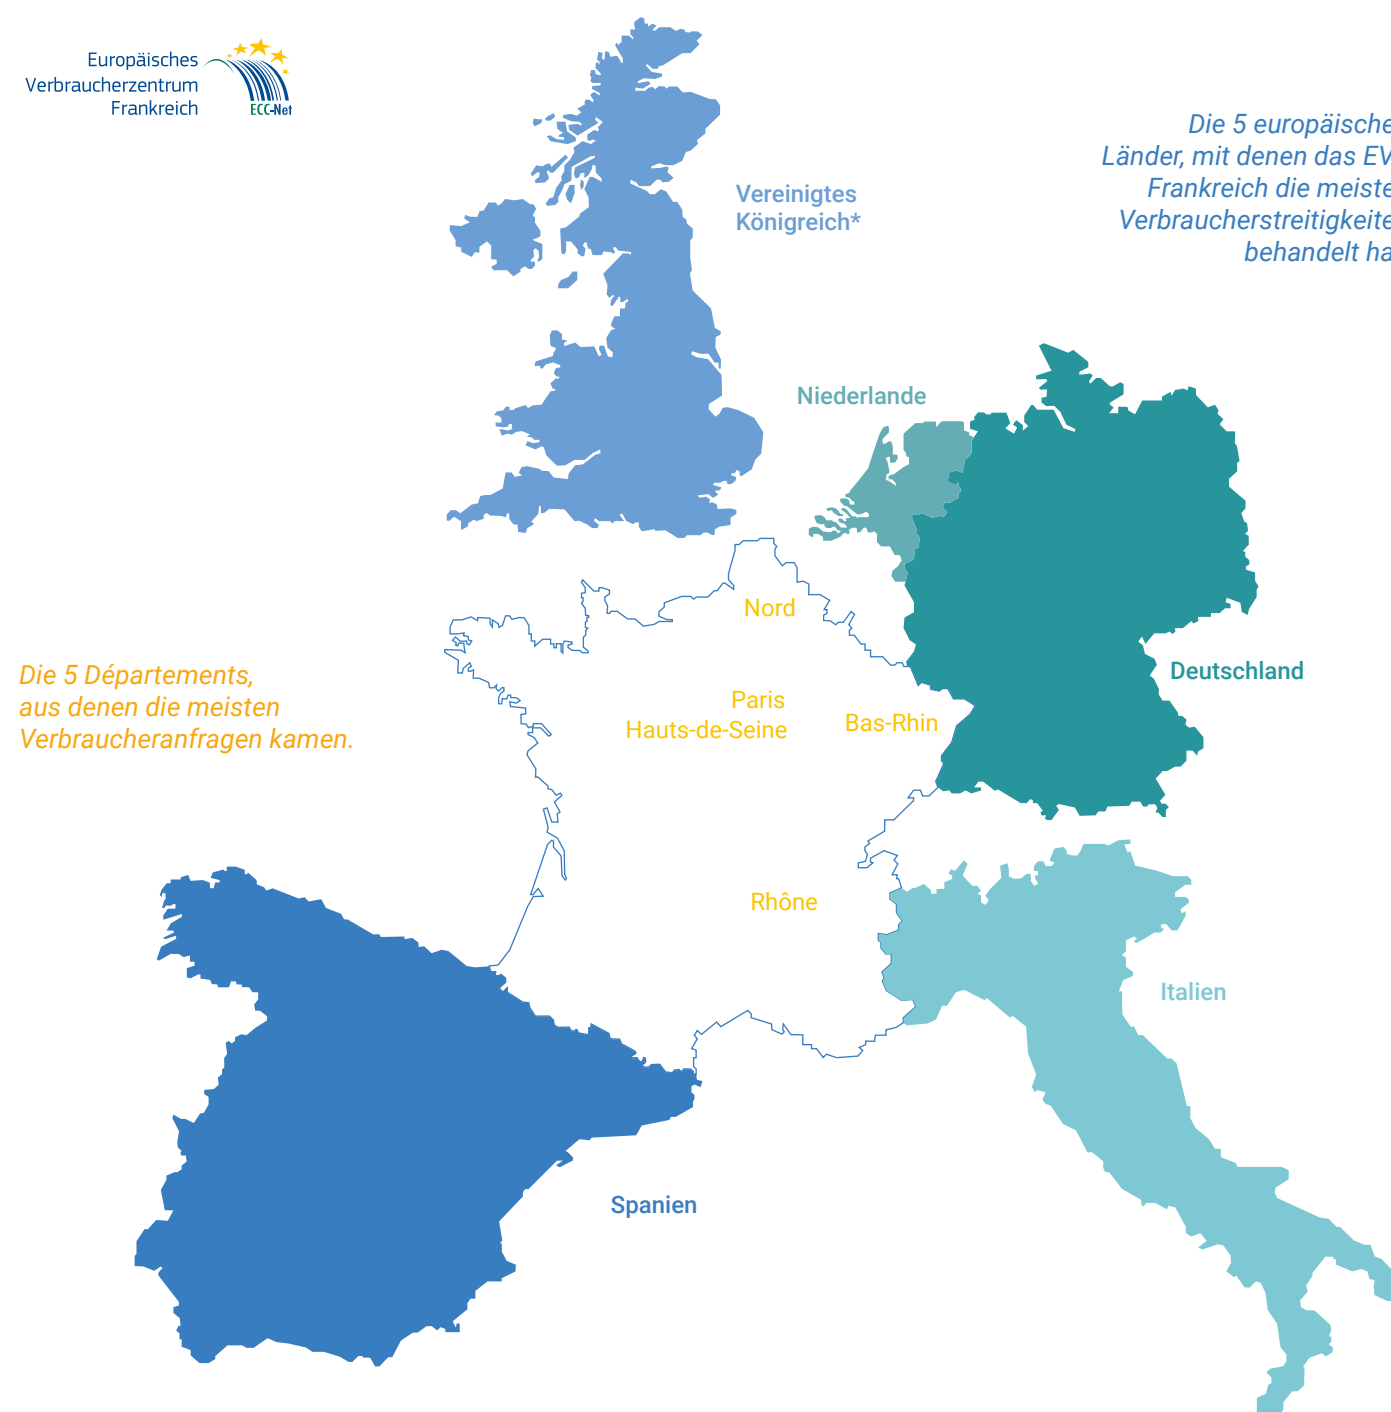 Europäisches
Verbraucherzentrum
Frankreich
ECC-Net
Die 5 europäische
Länder, mit denen das EV
Frankreich die meiste
Verbraucherstreitigkeite
behandelt ha
Vereinigtes
Königreich*
Niederlande
Nord
Deutschland
Die 5 Départements,
aus denen die meisten
Verbraucheranfragen kamen.
Paris
Hauts-de-Seine
Bas-Rhin
Rhône
Italien
Spanien